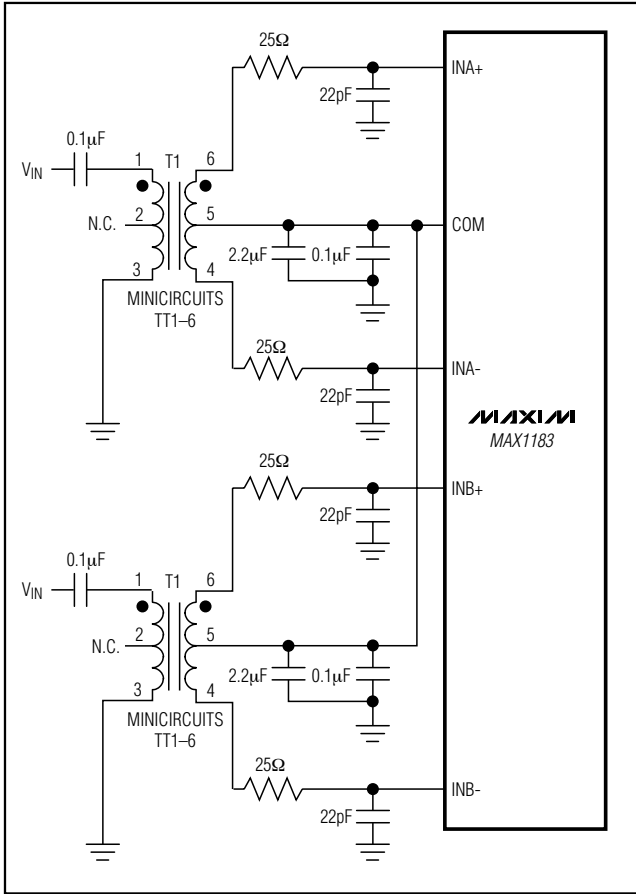 25Ω
INA+
22pF
0.1μF
VIN
1
T1
6
N.C.
2
5
COM
2.2μF
0.1μF
3
4
MINICIRCUITS
TT1–6
25Ω
INA-
22pF
MAXIM
MAX1183
25Ω
INB+
22pF
0.1μF
VIN
1
T1
6
N.C.
2
5
2.2μF
0.1μF
3
4
MINICIRCUITS
TT1–6
25Ω
INB-
22pF